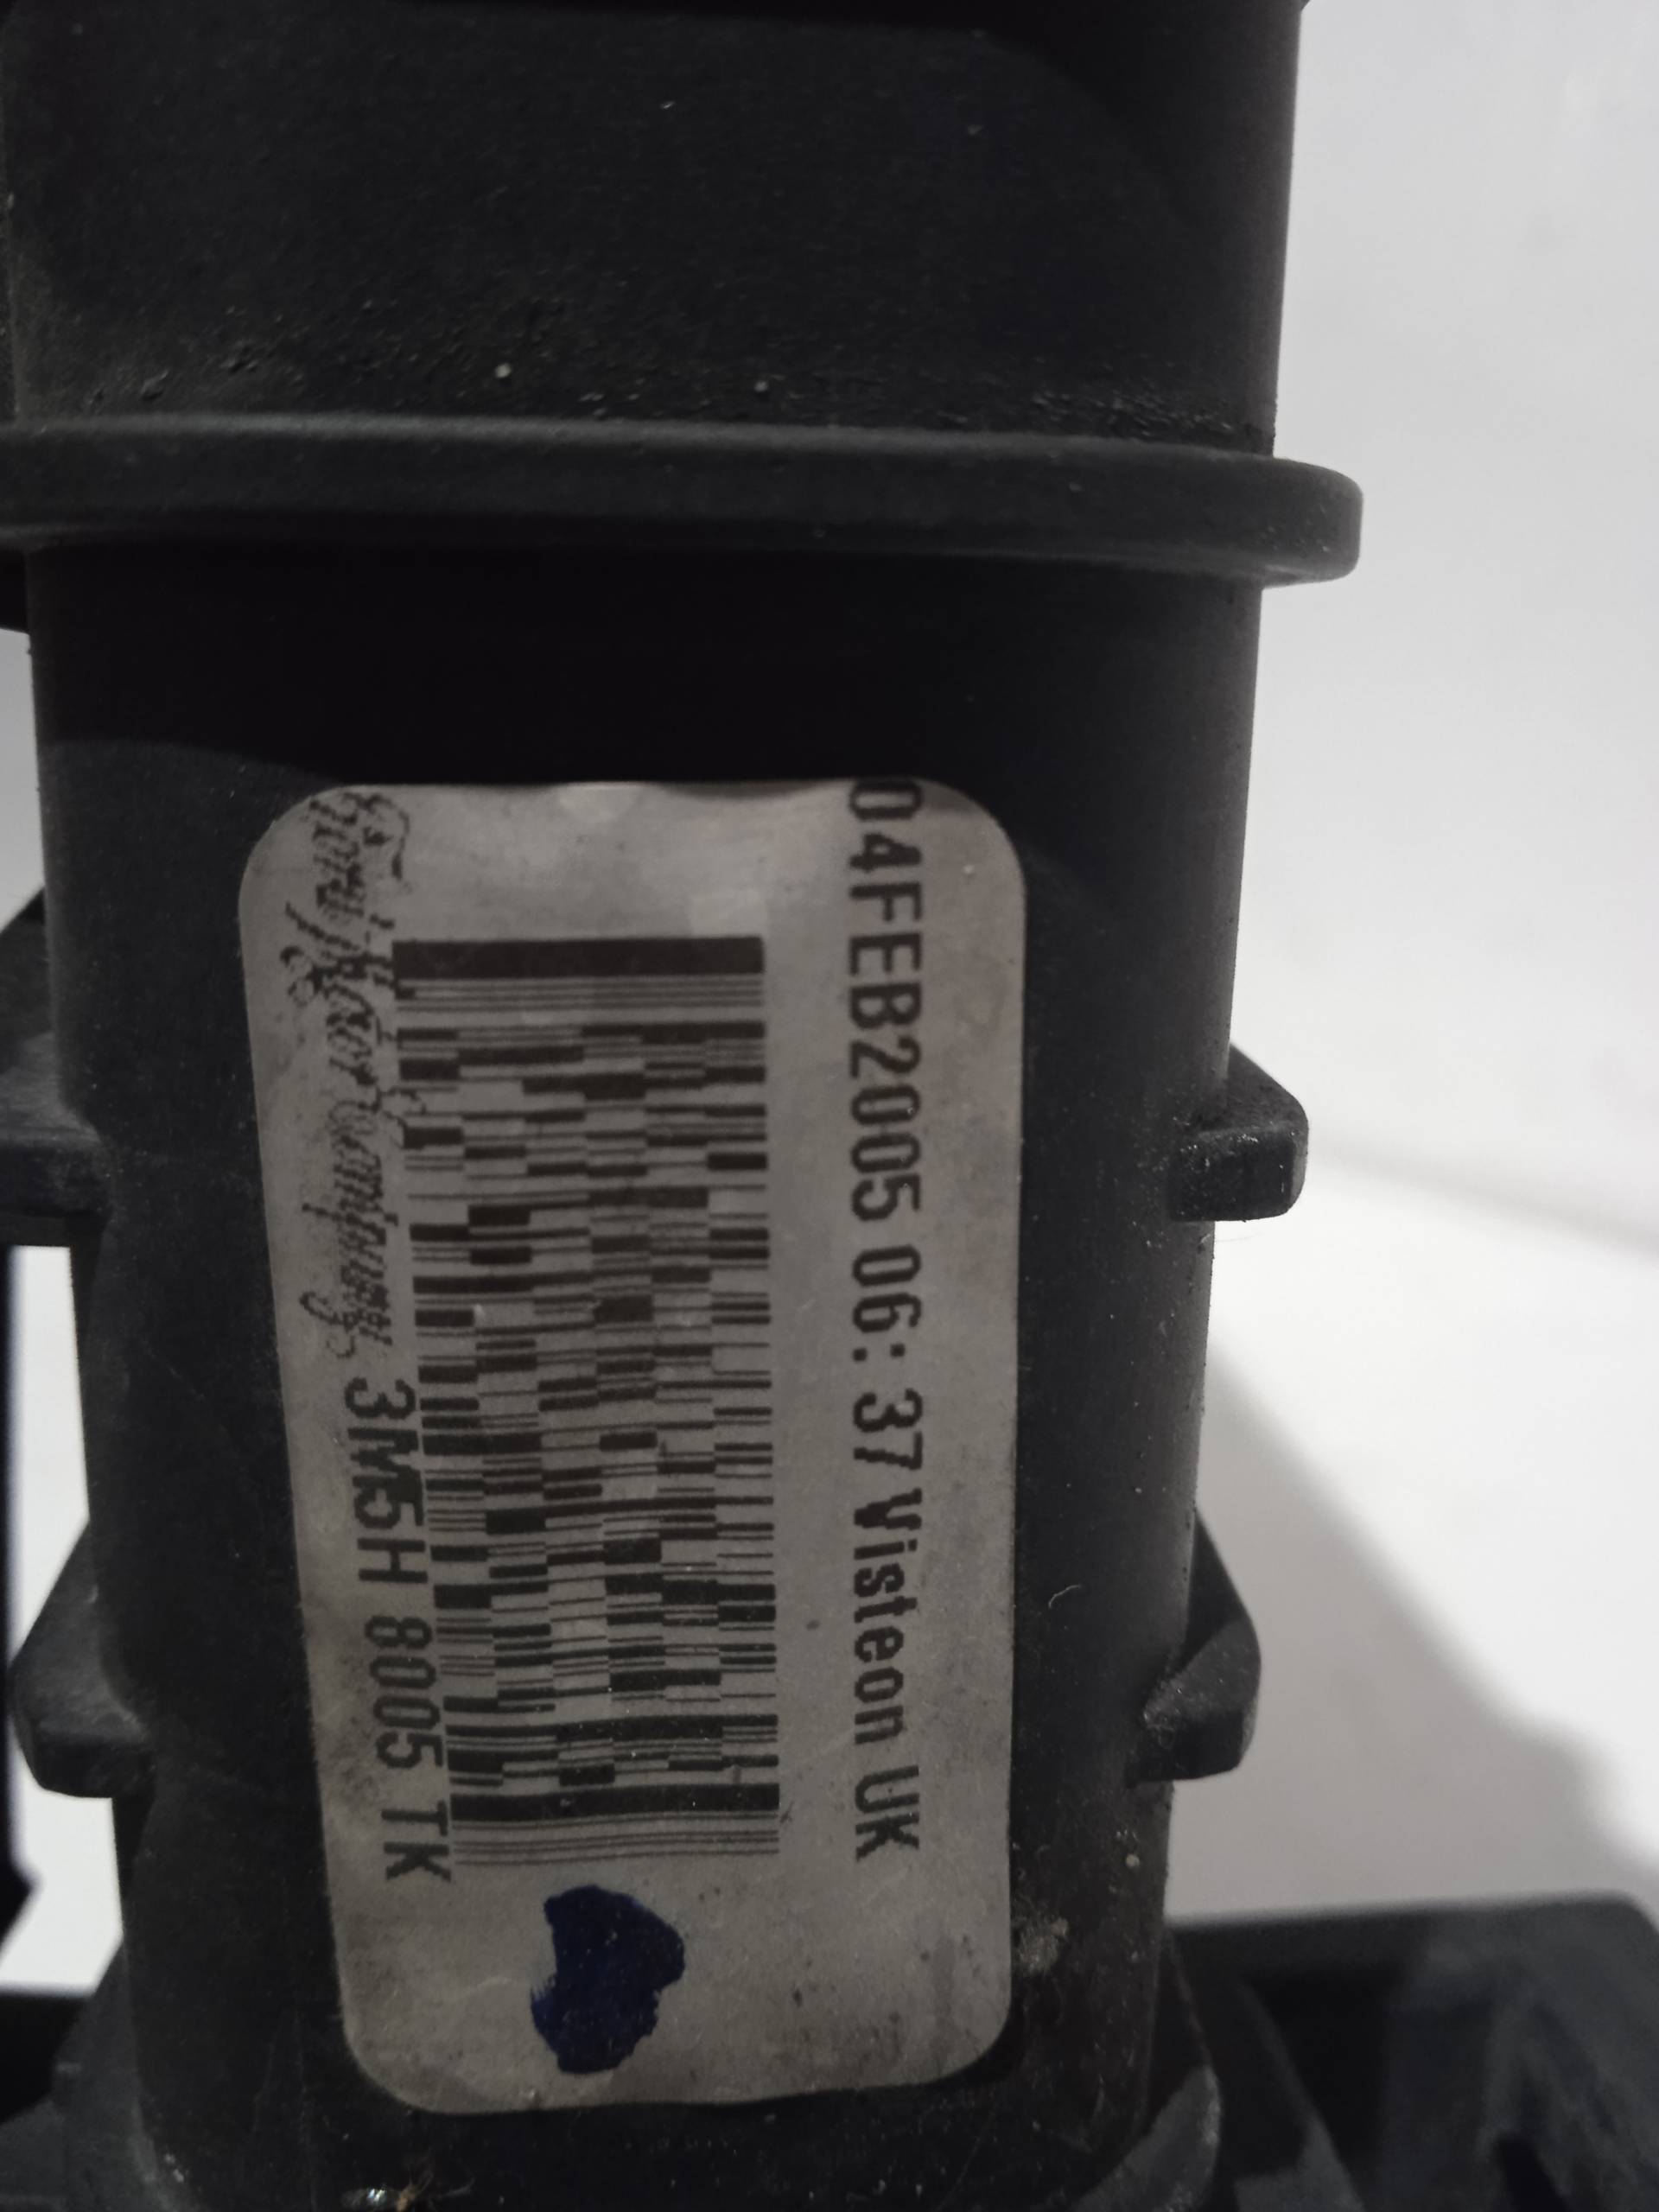 04FEB2005 06:37 Visteon UK
Ford Motor Company 3M5H 8005 TK